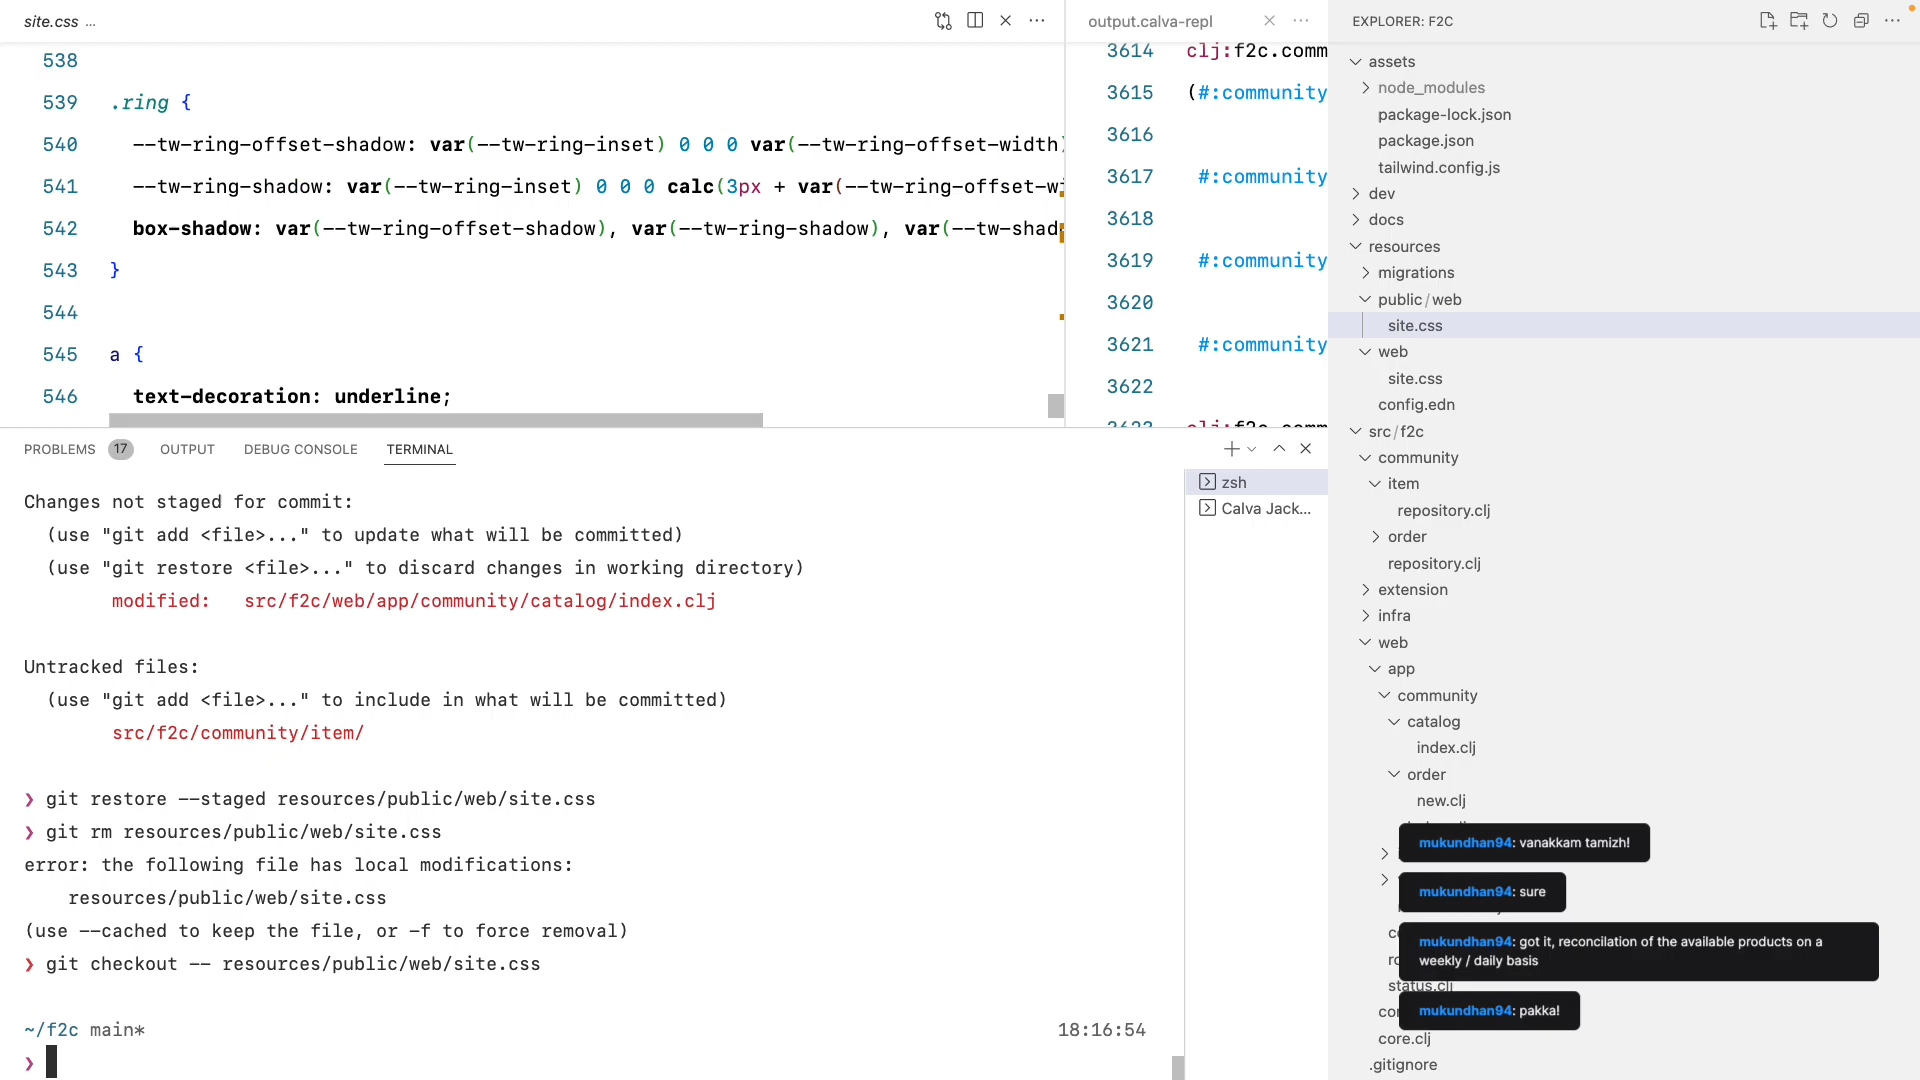 site.css ...
538
539 .ring {
540 --tw-ring-offset-shadow: var(--tw-ring-inset) 0 0 0 var(--tw-ring-offset-width)
541 --tw-ring-shadow: var(--tw-ring-inset) 0 0 0 calc(3px + var(--tw-ring-offset-wi
542 box-shadow: var(--tw-ring-offset-shadow), var(--tw-ring-shadow), var(--tw-shad
543 }
544
545 a {
546 text-decoration: underline;
output.calva-repl
3614 clj:f2c.comm
3615 (#:community
3616
3617 #:community
3618
3619 #:community
3620
3621 #:community
3622
3623 clj:f2c.comm
PROBLEMS 17 OUTPUT DEBUG CONSOLE TERMINAL
Changes not staged for commit:
(use "git add <file>..." to update what will be committed)
(use "git restore <file>..." to discard changes in working directory)
modified: src/f2c/web/app/community/catalog/index.clj
Untracked files:
(use "git add <file>..." to include in what will be committed)
src/f2c/community/item/
❯ git restore --staged resources/public/web/site.css
❯ git rm resources/public/web/site.css
error: the following file has local modifications:
resources/public/web/site.css
(use --cached to keep the file, or -f to force removal)
❯ git checkout -- resources/public/web/site.css
~/f2c main* 18:16:54
❯
zsh
Calva Jack...
EXPLORER: F2C
assets
node_modules
package-lock.json
package.json
tailwind.config.js
dev
docs
resources
migrations
public/web
site.css
web
site.css
config.edn
src/f2c
community
item
repository.clj
order
repository.clj
extension
infra
web
app
community
catalog
index.clj
order
new.clj
mukundhan94: vanakkam tamizh!
mukundhan94: sure
mukundhan94: got it, reconcilation of the available products on a
weekly / daily basis
status.clj
mukundhan94: pakka!
core.clj
.gitignore